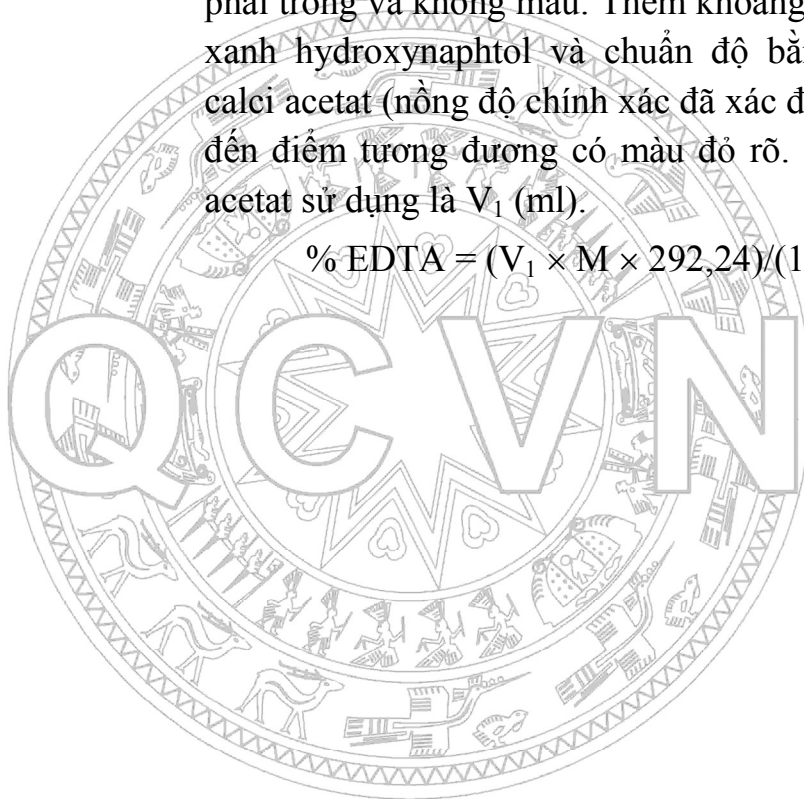 phải trong và không màu. Thêm khoảng
xanh hydroxynaphtol và chuẩn độ
calci acetat (nồng độ chính xác đã xác
đến điểm tương đương có màu đỏ rõ.
acetat sử dụng là V₁ (ml).
% EDTA = (V₁ × M × 292,24)/(1
QCVN